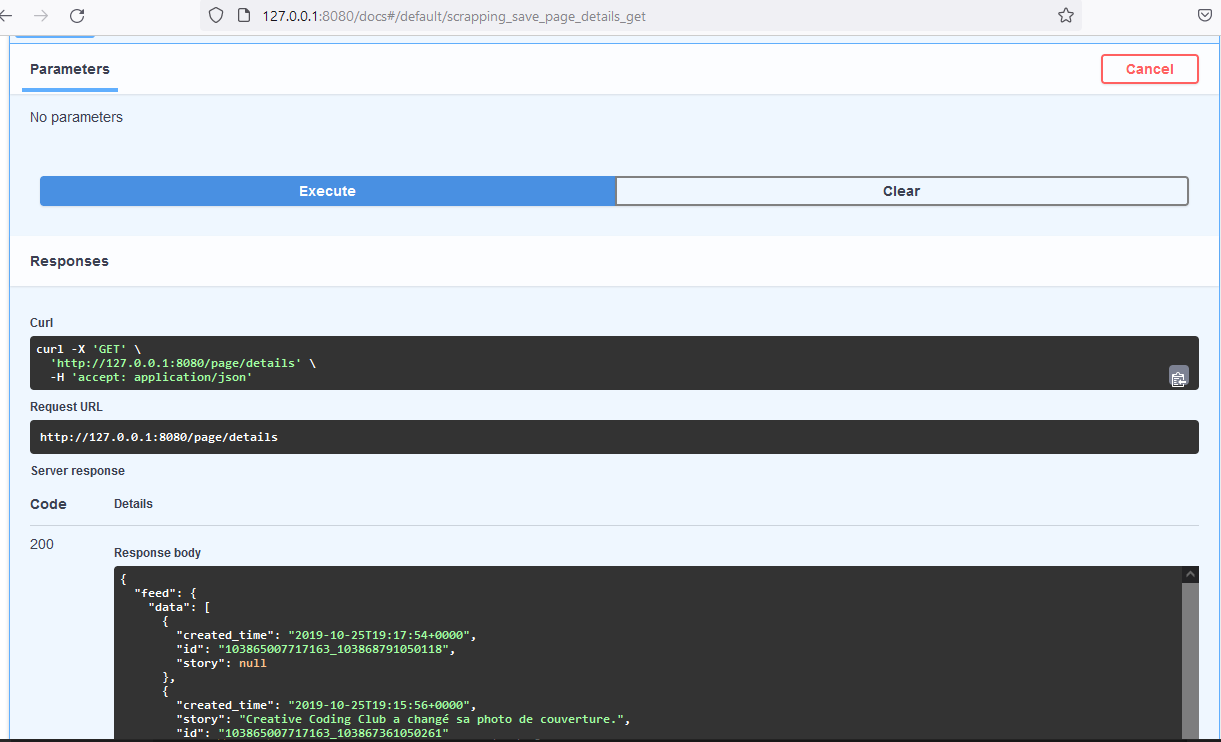 127.0.0.1:8080/docs#/default/scrapping_save_page_details_get
Parameters
Cancel
No parameters
Execute
Clear
Responses
Curl
curl -X 'GET' \
'http://127.0.0.1:8080/page/details' \
-H 'accept: application/json'
Request URL
http://127.0.0.1:8080/page/details
Server response
Code
Details
200
Response body
{
"feed": {
"data": [
{
"created_time": "2019-10-25T19:17:54+0000",
"id": "103865007717163_103868791050118",
"story": null
},
{
"created_time": "2019-10-25T19:15:56+0000",
"story": "Creative Coding Club a changé sa photo de couverture.",
"id": "103865007717163_103867361050261"